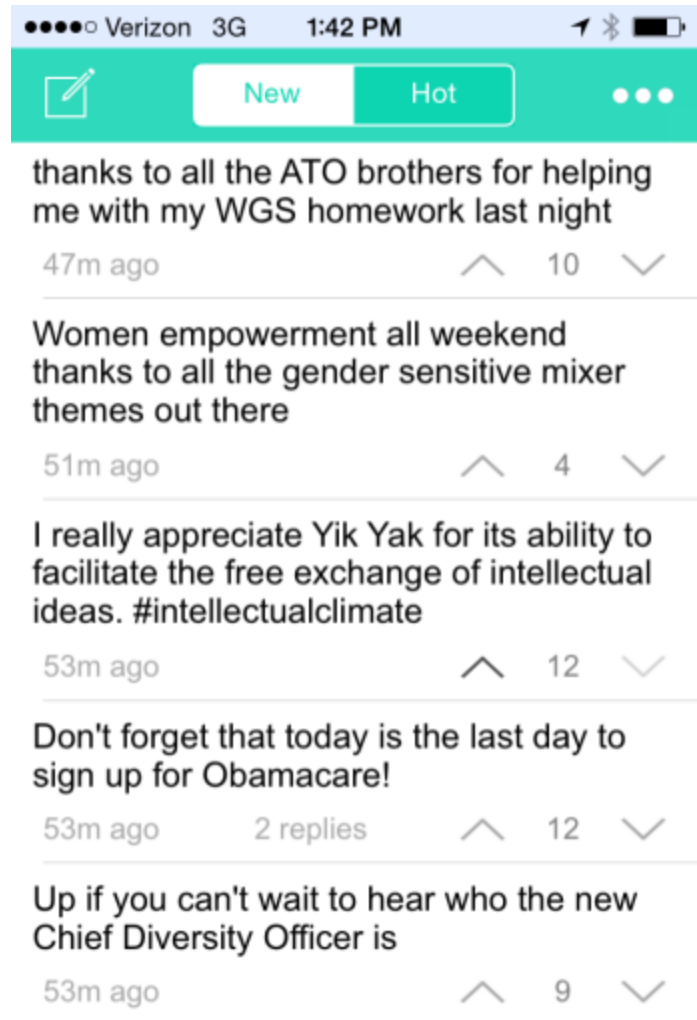 Verizon 3G 1:42 PM
New Hot
thanks to all the ATO brothers for helping
me with my WGS homework last night
47m ago 10
Women empowerment all weekend
thanks to all the gender sensitive mixer
themes out there
51m ago 4
I really appreciate Yik Yak for its ability to
facilitate the free exchange of intellectual
ideas. #intellectualclimate
53m ago 12
Don't forget that today is the last day to
sign up for Obamacare!
53m ago 2 replies 12
Up if you can't wait to hear who the new
Chief Diversity Officer is
53m ago 9